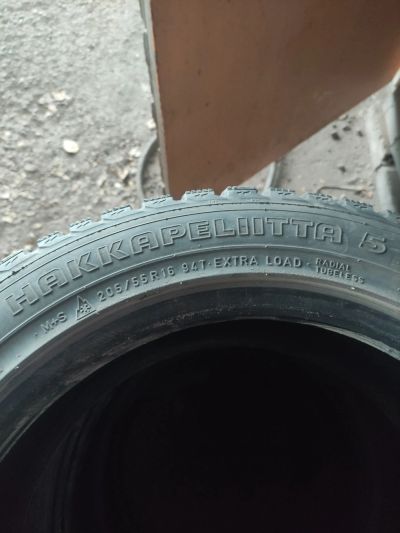 HAKKAPELIITTA 5
M+S 205/55R16 94T·EXTRA LOAD· RADIAL
TUBELESS